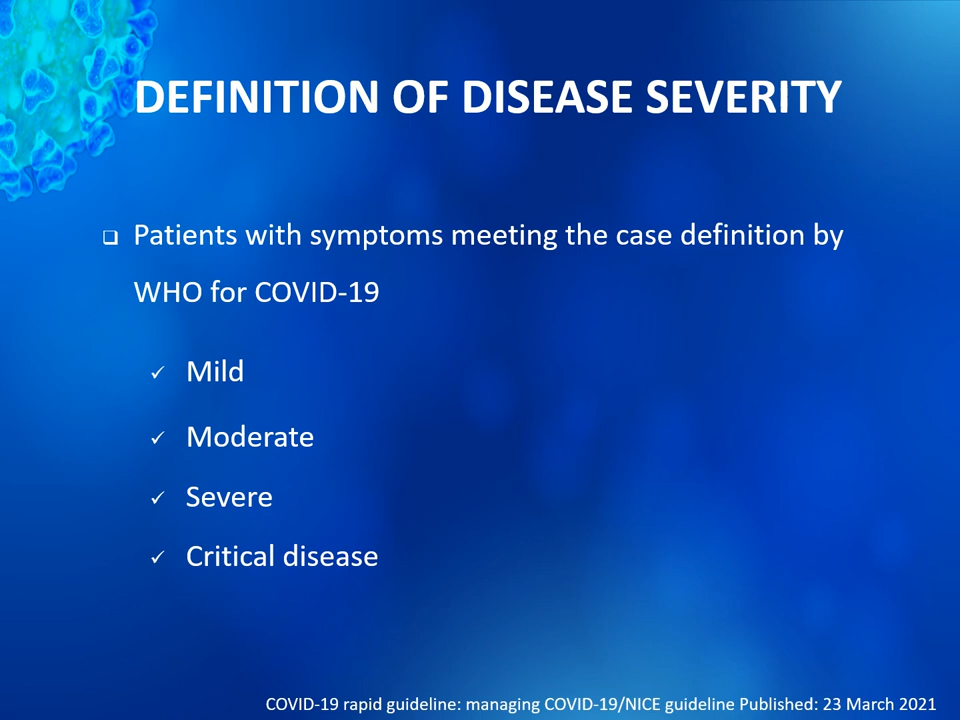 DEFINITION OF DISEASE SEVERITY
Patients with symptoms meeting the case definition by
WHO for COVID-19
Mild
Moderate
Severe
Critical disease
COVID-19 rapid guideline: managing COVID-19/NICE guideline Published: 23 March 2021